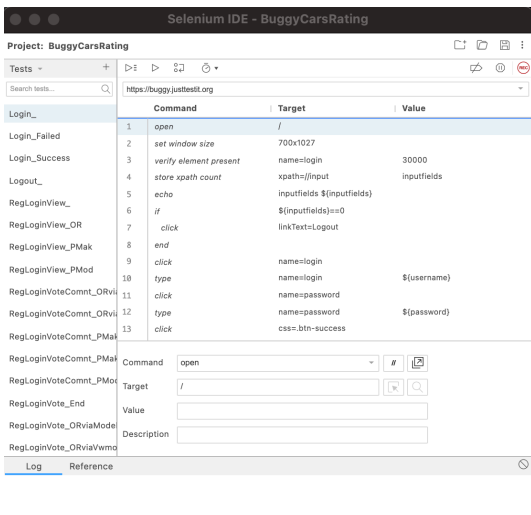 Selenium IDE - BuggyCarsRating
Project: BuggyCarsRating
Tests
Search tests...
https://buggy.justtestit.org
Command Target Value
Login_
Login_Failed
Login_Success
Logout_
RegLoginView_
RegLoginView_OR
RegLoginView_PMak
RegLoginView_PMod
RegLoginVoteComnt_ORvia
RegLoginVoteComnt_ORvia
RegLoginVoteComnt_PMak
RegLoginVoteComnt_PMak
RegLoginVoteComnt_PMod
RegLoginVote_End
RegLoginVote_ORviaModel
RegLoginVote_ORviaVwmo
1 open /
2 set window size 700x1027
3 verify element present name=login 30000
4 store xpath count xpath=//input inputfields
5 echo inputfields ${inputfields}
6 if ${inputfields}==0
7 click linkText=Logout
8 end
9 click name=login
10 type name=login ${username}
11 click name=password
12 type name=password ${password}
13 click css=.btn-success
Command open //
Target /
Value
Description
Log Reference
REC